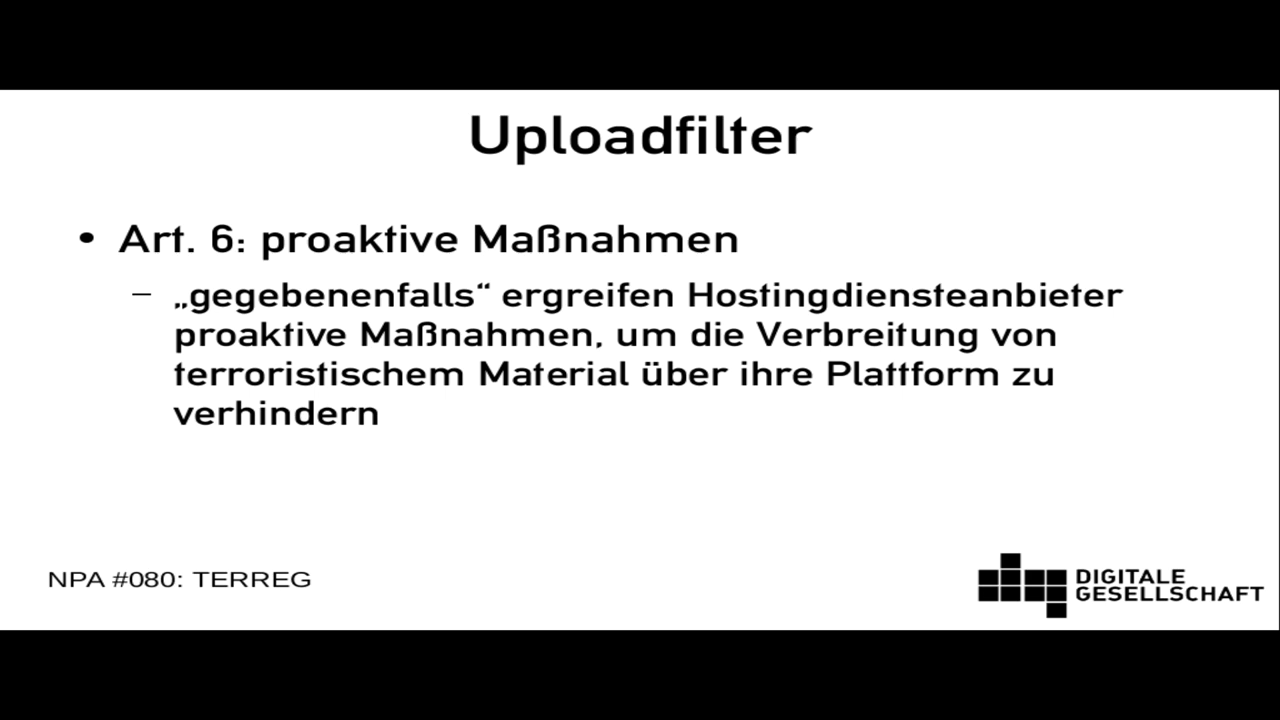 Uploadfilter
• Art. 6: proaktive Maßnahmen
– „gegebenenfalls“ ergreifen Hostingdiensteanbieter
proaktive Maßnahmen, um die Verbreitung von
terroristischem Material über ihre Plattform zu
verhindern
NPA #080: TERREG
DIGITALE
GESELLSCHAFT